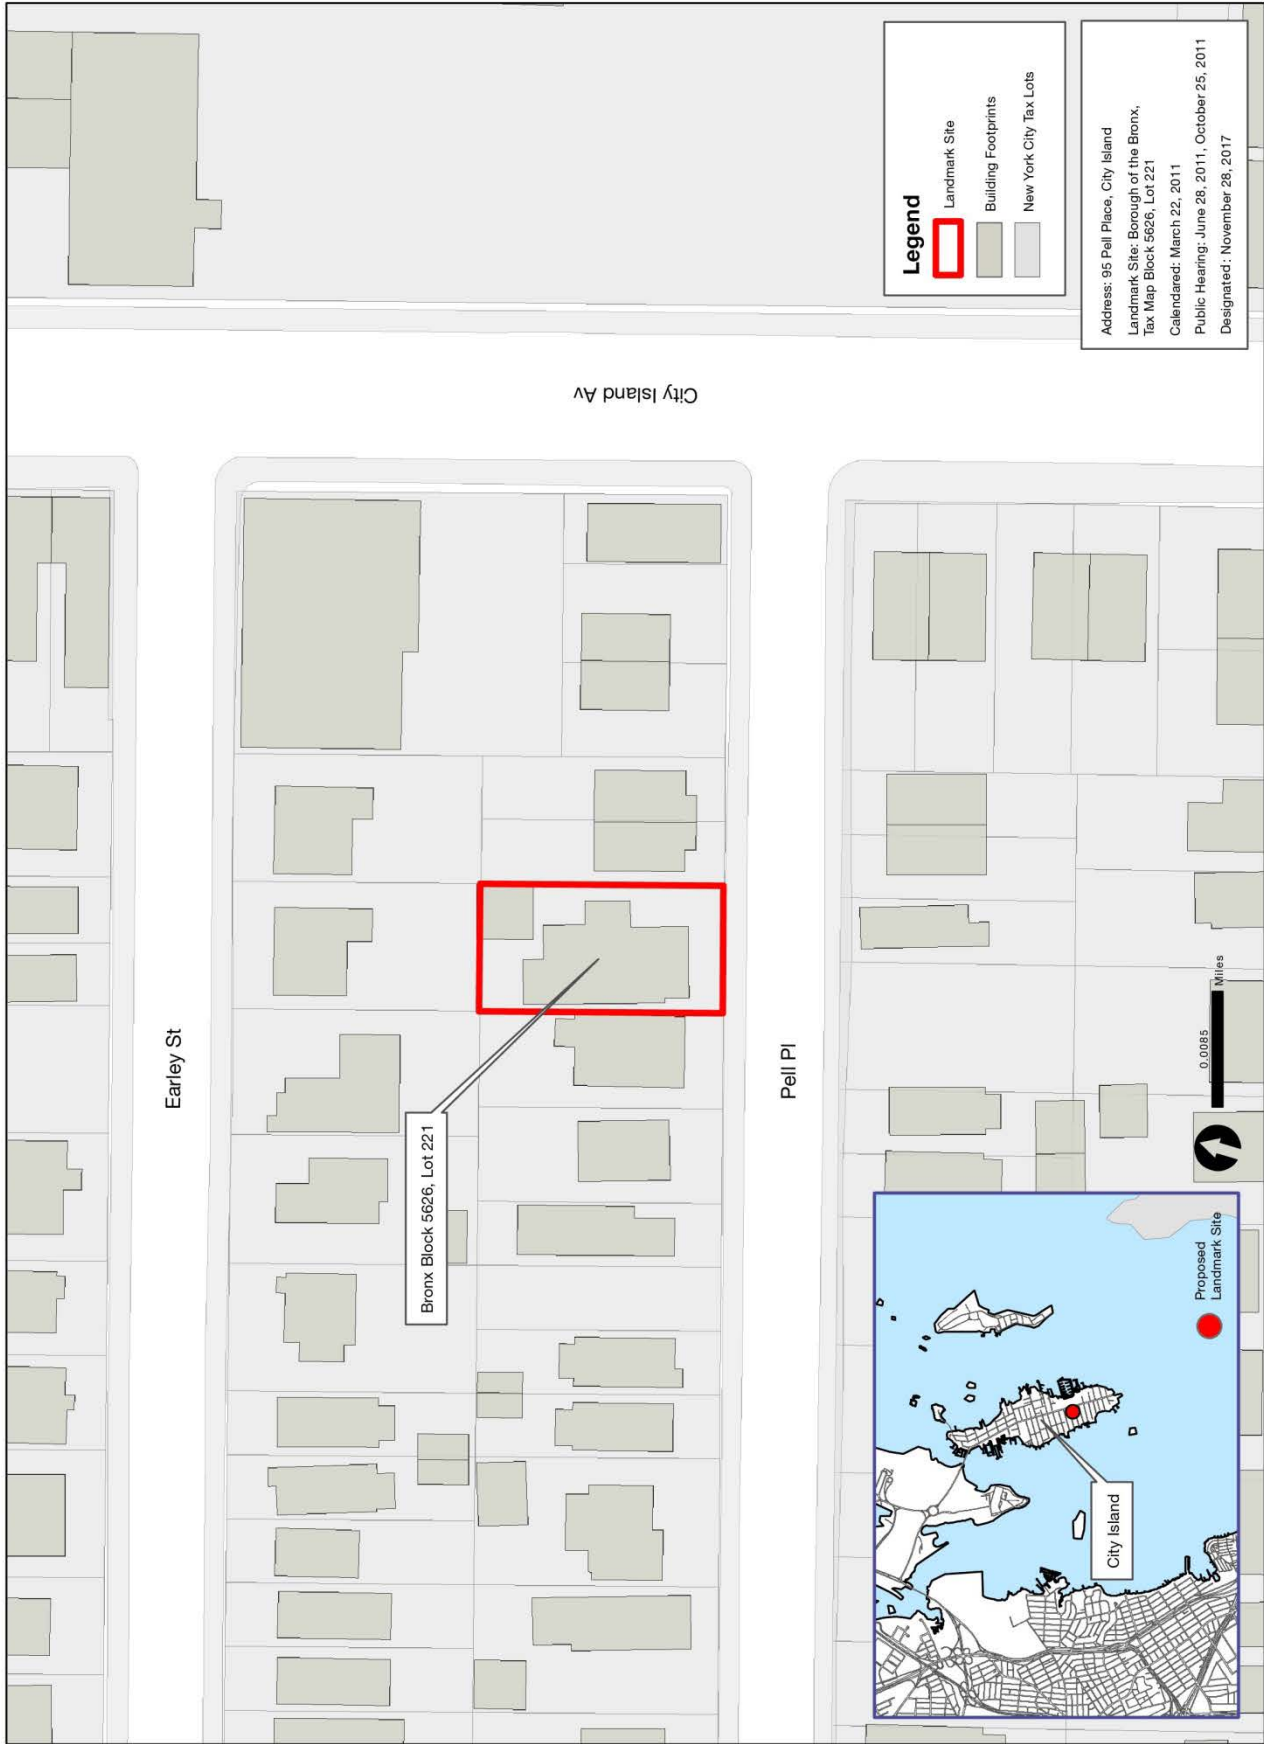 Earley St
Bronx Block 5626, Lot 221
City Island Av
Pell Pl
Legend
Landmark Site
Building Footprints
New York City Tax Lots
Address: 95 Pell Place, City Island
Landmark Site: Borough of the Bronx,
Tax Map Block 5626, Lot 221
Calendared: March 22, 2011
Public Hearing: June 28, 2011, October 25, 2011
Designated: November 28, 2017
0.0085
Miles
City Island
Proposed
Landmark Site